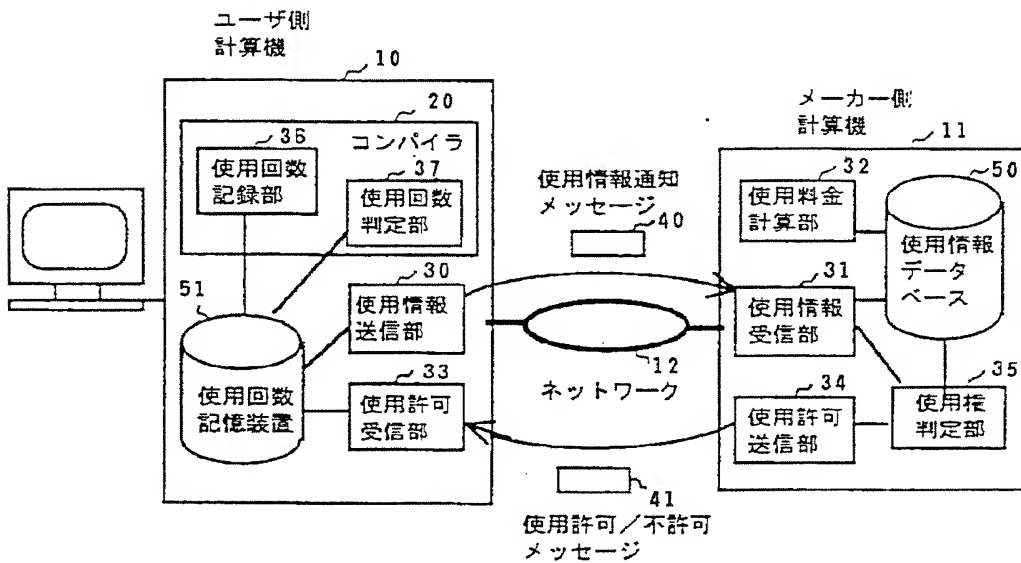 ユーザ側
計算機
10
20
コンパイラ
36
使用回数
記録部
37
使用回数
判定部
51
使用回数
記憶装置
30
使用情報
送信部
33
使用許可
受信部
使用情報通知
メッセージ
40
12
ネットワーク
41
使用許可／不許可
メッセージ
メーカー側
計算機
11
32
使用料金
計算部
50
使用情報
データ
ベース
31
使用情報
受信部
34
使用許可
送信部
35
使用権
判定部